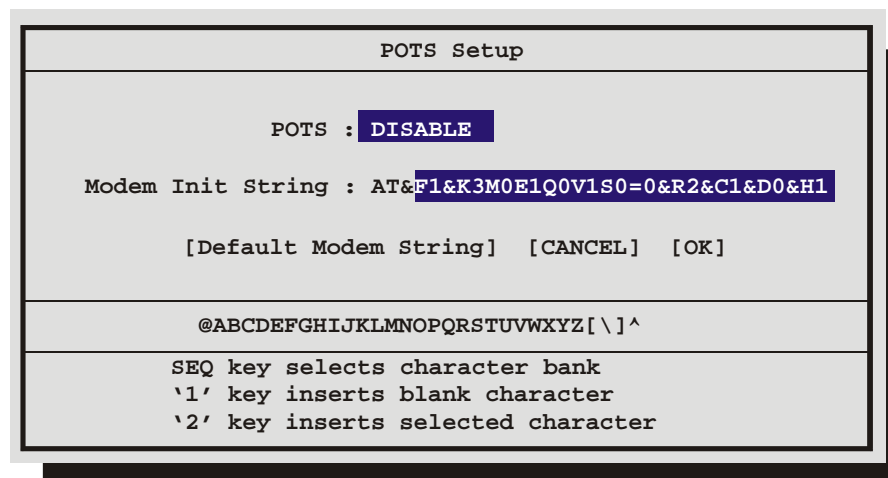 POTS Setup
POTS : DISABLE
Modem Init String : AT&F1&K3M0E1Q0V1S0=0&R2&C1&D0&H1
[Default Modem String] [CANCEL] [OK]
@ABCDEFGHIJKLMNOPQRSTUVWXYZ[\]^
SEQ key selects character bank
‘1’ key inserts blank character
‘2’ key inserts selected character